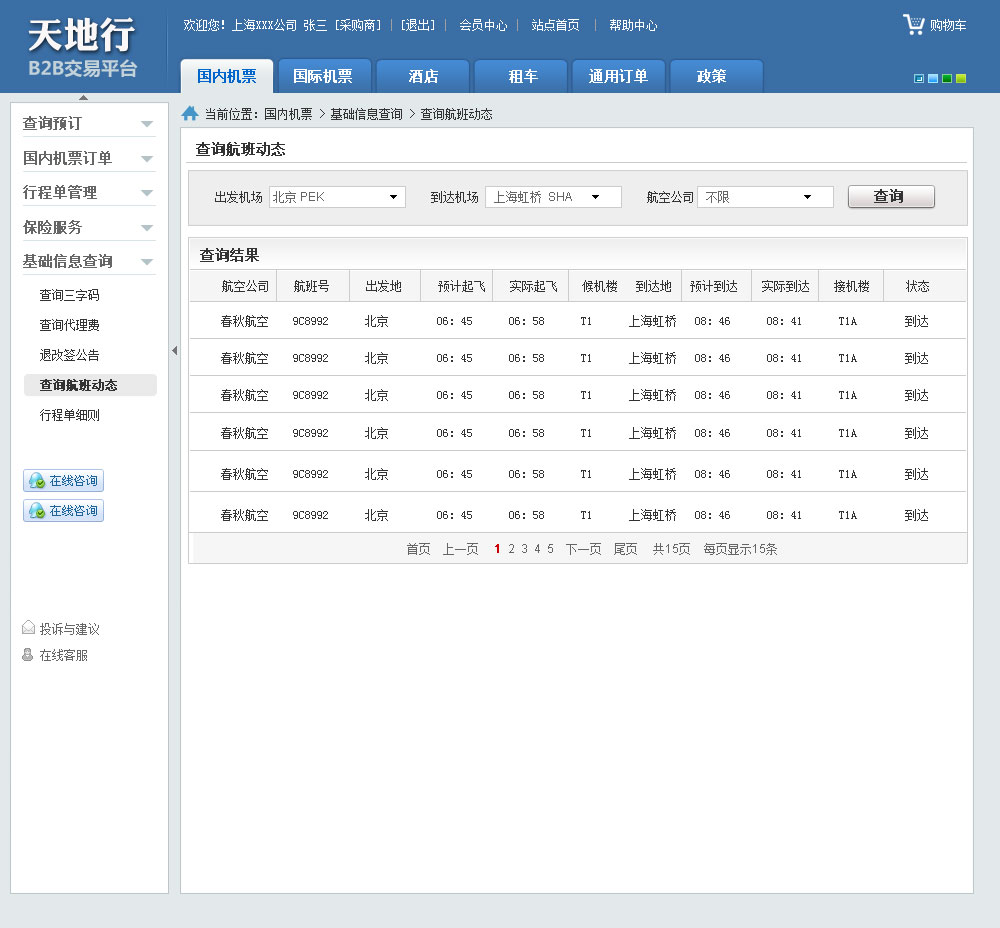 天地行
B2B交易平台
欢迎您! 上海XXX公司 张三 [采购商] | [退出] | 会员中心 | 站点首页 | 帮助中心
购物车
国内机票 国际机票 酒店 租车 通用订单 政策
查询预订
国内机票订单
行程单管理
保险服务
基础信息查询
查询三字码
查询代理费
退改签公告
查询航班动态
行程单细则
在线咨询
在线咨询
投诉与建议
在线客服
当前位置: 国内机票 > 基础信息查询 > 查询航班动态
查询航班动态
出发机场 北京 PEK 到达机场 上海虹桥 SHA 航空公司 不限 查询
查询结果
航空公司 航班号 出发地 预计起飞 实际起飞 候机楼 到达地 预计到达 实际到达 接机楼 状态
春秋航空 9C8992 北京 06: 45 06: 58 T1 上海虹桥 08: 46 08: 41 T1A 到达
春秋航空 9C8992 北京 06: 45 06: 58 T1 上海虹桥 08: 46 08: 41 T1A 到达
春秋航空 9C8992 北京 06: 45 06: 58 T1 上海虹桥 08: 46 08: 41 T1A 到达
春秋航空 9C8992 北京 06: 45 06: 58 T1 上海虹桥 08: 46 08: 41 T1A 到达
春秋航空 9C8992 北京 06: 45 06: 58 T1 上海虹桥 08: 46 08: 41 T1A 到达
春秋航空 9C8992 北京 06: 45 06: 58 T1 上海虹桥 08: 46 08: 41 T1A 到达
首页 上一页 1 2 3 4 5 下一页 尾页 共15页 每页显示15条